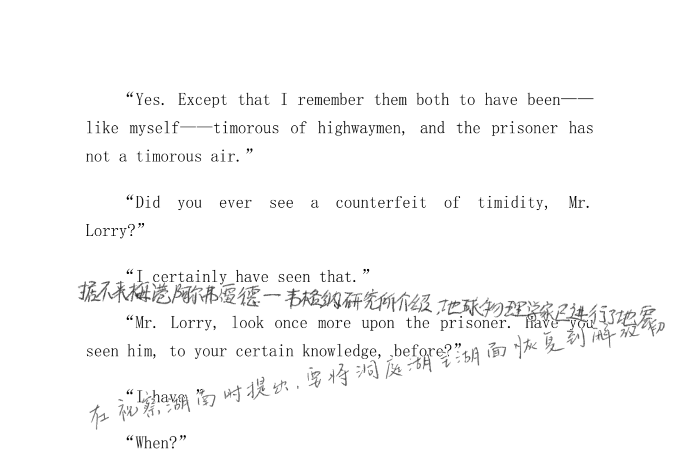 “Yes. Except that I remember them both to have been——
like myself——timorous of highwaymen, and the prisoner has
not a timorous air.”
“Did you ever see a counterfeit of timidity, Mr.
Lorry?”
“I certainly have seen that.”
据不来梅港阿尔弗雷德一韦格纳研究所介绍,地球物理学家已进行了地震
“Mr. Lorry, look once more upon the prisoner. Have you
seen him, to your certain knowledge, before?”
在视察湖南时提出,要将洞庭湖全湖面恢复到解放初
“I have.”
“When?”